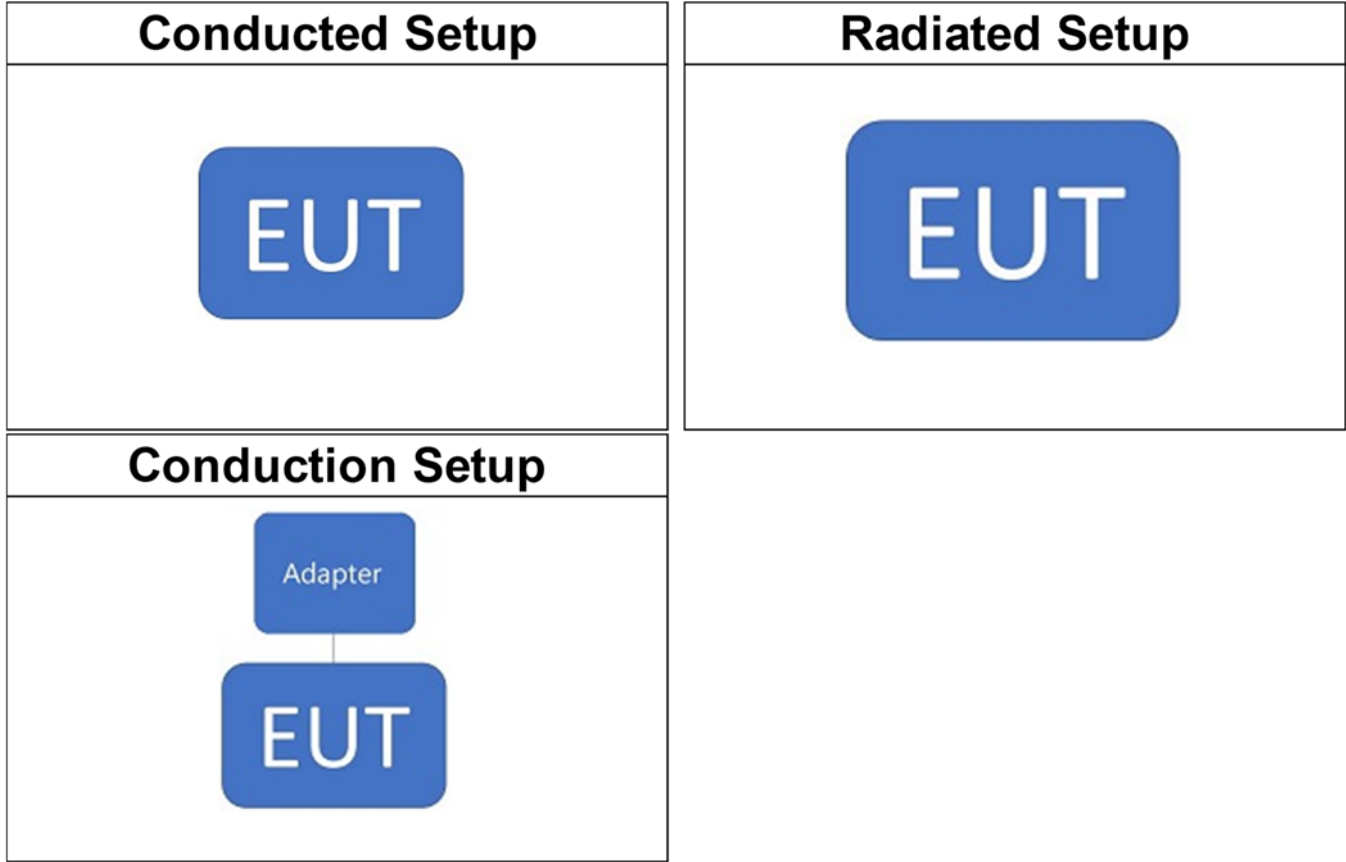 Conducted Setup
EUT
Radiated Setup
EUT
Conduction Setup
Adapter
EUT